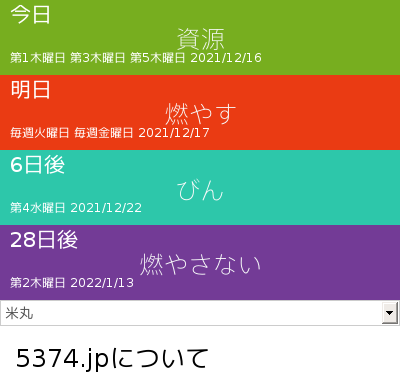 今日
資源
第1木曜日 第3木曜日 第5木曜日 2021/12/16
明日
燃やす
毎週火曜日 毎週金曜日 2021/12/17
6日後
びん
第4水曜日 2021/12/22
28日後
燃やさない
第2木曜日 2022/1/13
米丸
5374.jpについて